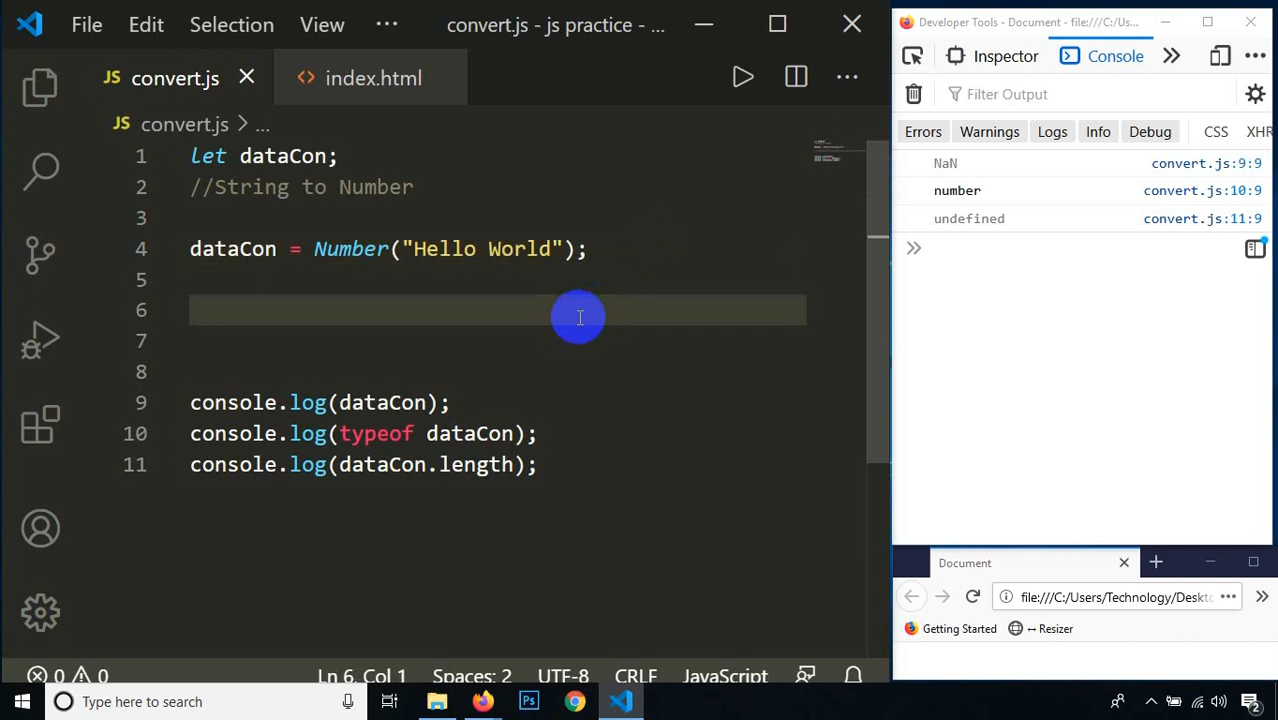 File Edit Selection View ··· convert.js - js practice - ...
JS convert.js <> index.html
JS convert.js > ...
1 let dataCon;
2 //String to Number
3
4 dataCon = Number("Hello World");
5
6
7
8
9 console.log(dataCon);
10 console.log(typeof dataCon);
11 console.log(dataCon.length);
0 0 Ln 6, Col 1 Spaces: 2 UTF-8 CRLF JavaScript
Developer Tools - Document - file:///C:/Us...
Inspector Console
Filter Output
Errors Warnings Logs Info Debug CSS XHR
NaN convert.js:9:9
number convert.js:10:9
undefined convert.js:11:9
Document
file:///C:/Users/Technology/Deskto
Getting Started Resizer
Type here to search Ps 2